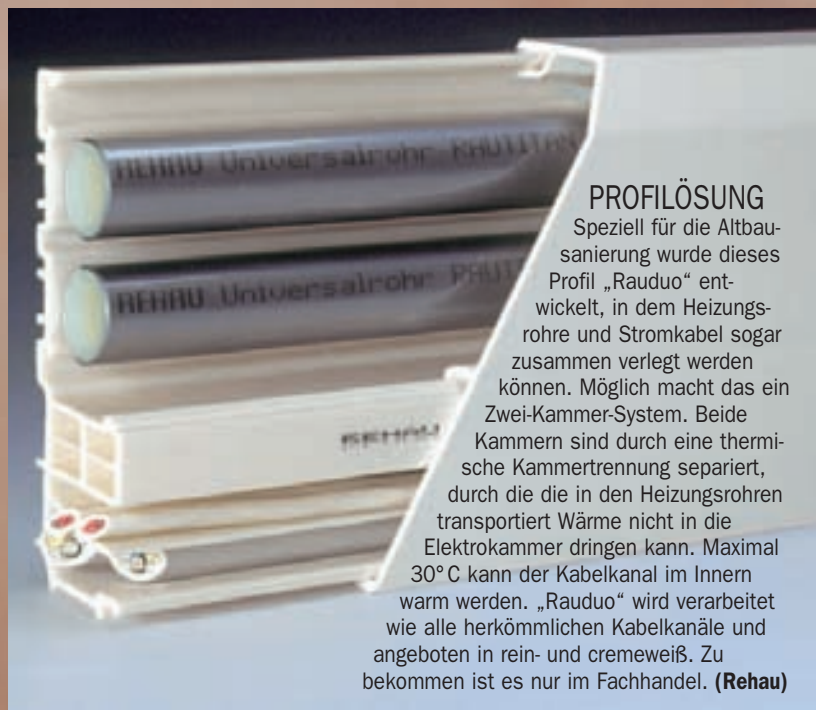 REHAU Universalrohr RAUTITAN
REHAU Universalrohr RAUTITAN
REHAU
PROFILÖSUNG
Speziell für die Altbau-
sanierung wurde dieses
Profil „Rauduo“ ent-
wickelt, in dem Heizungs-
rohre und Stromkabel sogar
zusammen verlegt werden
können. Möglich macht das ein
Zwei-Kammer-System. Beide
Kammern sind durch eine thermi-
sche Kammertrennung separiert,
durch die die in den Heizungsrohren
transportiert Wärme nicht in die
Elektrokammer dringen kann. Maximal
30° C kann der Kabelkanal im Innern
warm werden. „Rauduo“ wird verarbeitet
wie alle herkömmlichen Kabelkanäle und
angeboten in rein- und cremeweiß. Zu
bekommen ist es nur im Fachhandel. (Rehau)